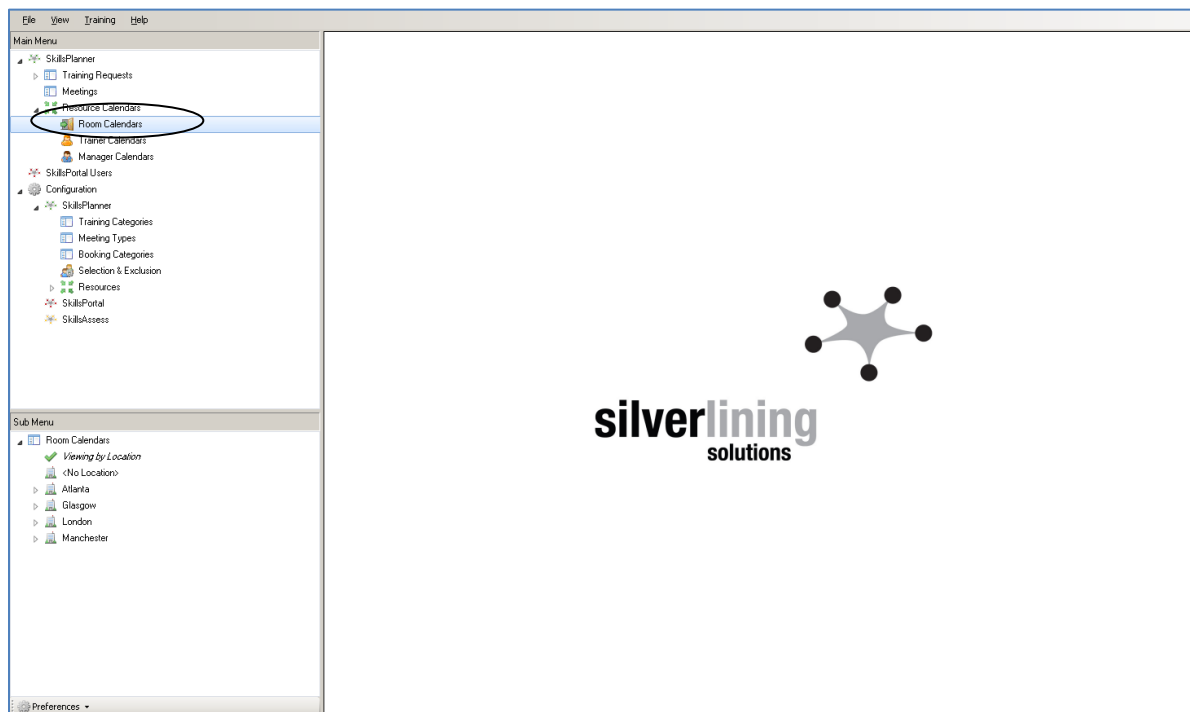 File View Training Help
Main Menu
SkillsPlanner
Training Requests
Meetings
Resource Calendars
Room Calendars
Trainer Calendars
Manager Calendars
SkillsPortal Users
Configuration
SkillsPlanner
Training Categories
Meeting Types
Booking Categories
Selection & Exclusion
Resources
SkillsPortal
SkillsAssess
silverlining
solutions
Sub Menu
Room Calendars
Viewing by Location
<No Location>
Atlanta
Glasgow
London
Manchester
Preferences